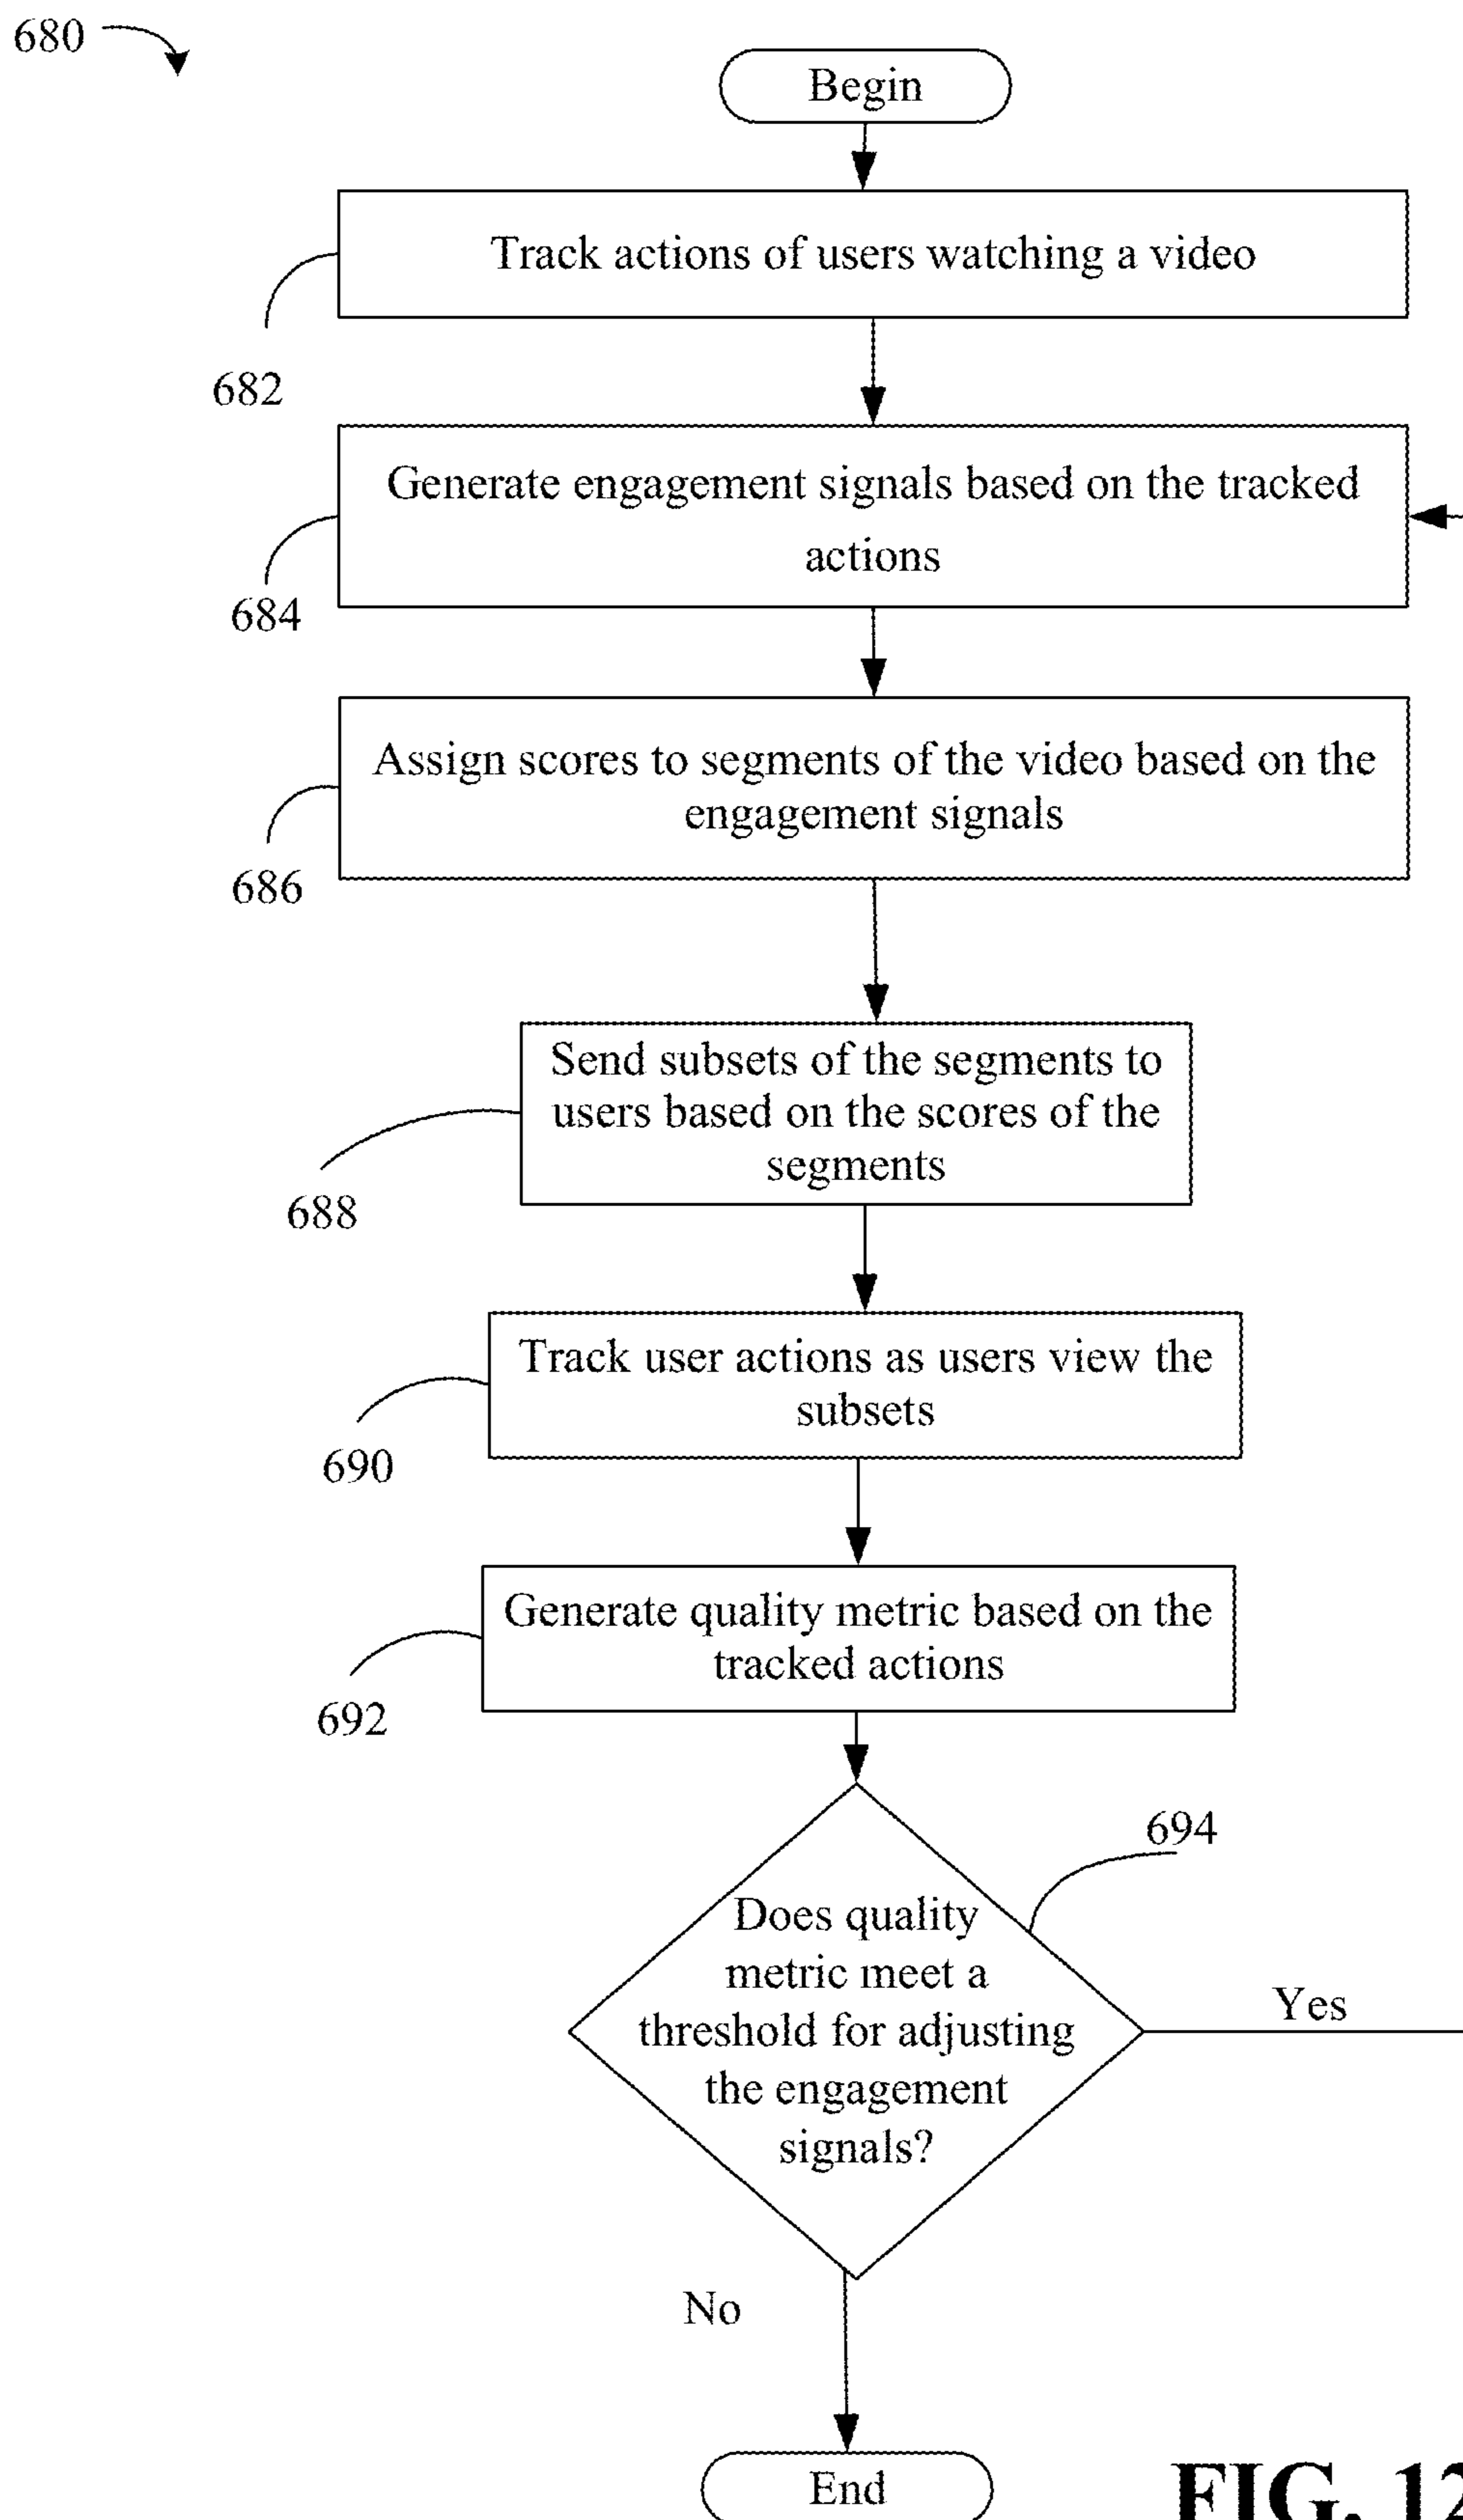 680
Begin
Track actions of users watching a video
682
Generate engagement signals based on the tracked
actions
684
Assign scores to segments of the video based on the
engagement signals
686
Send subsets of the segments to
users based on the scores of the
segments
688
Track user actions as users view the
subsets
690
Generate quality metric based on the
tracked actions
692
694
Does quality
metric meet a
threshold for adjusting
the engagement
signals?
Yes
No
End
FIG. 12